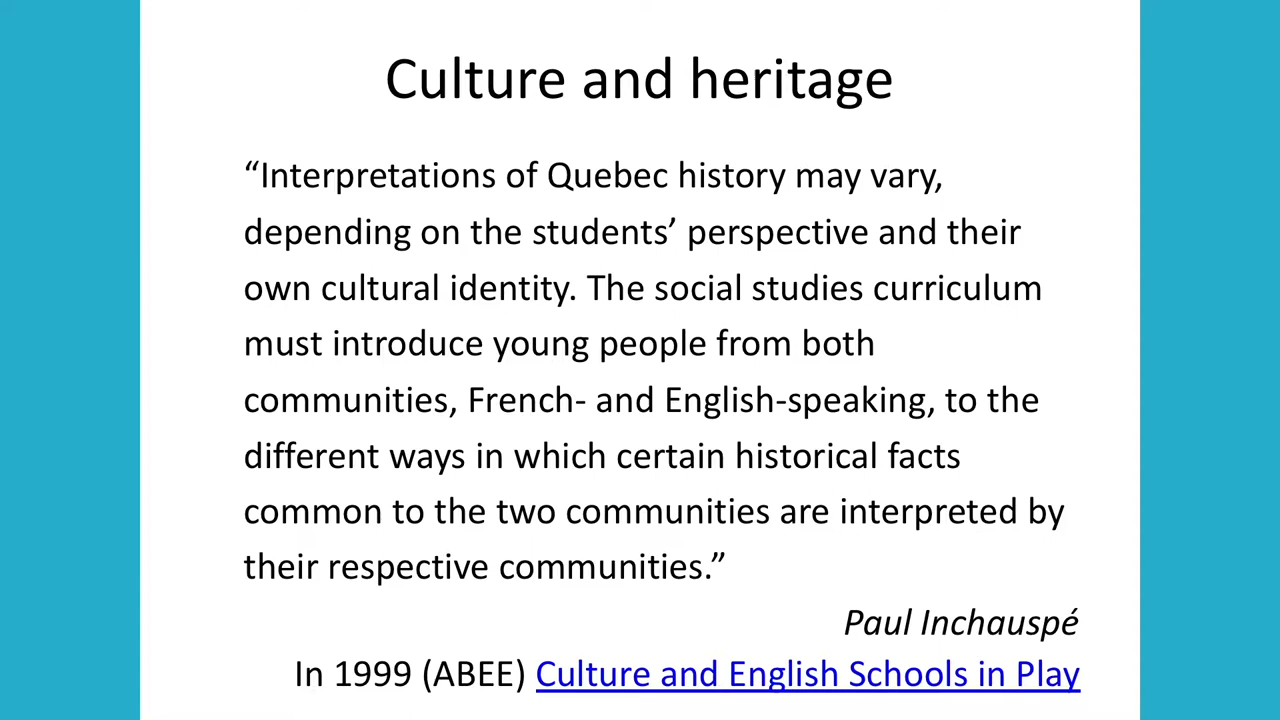 Culture and heritage
“Interpretations of Quebec history may vary,
depending on the students’ perspective and their
own cultural identity. The social studies curriculum
must introduce young people from both
communities, French- and English-speaking, to the
different ways in which certain historical facts
common to the two communities are interpreted by
their respective communities.”
Paul Inchauspé
In 1999 (ABEE) Culture and English Schools in Play